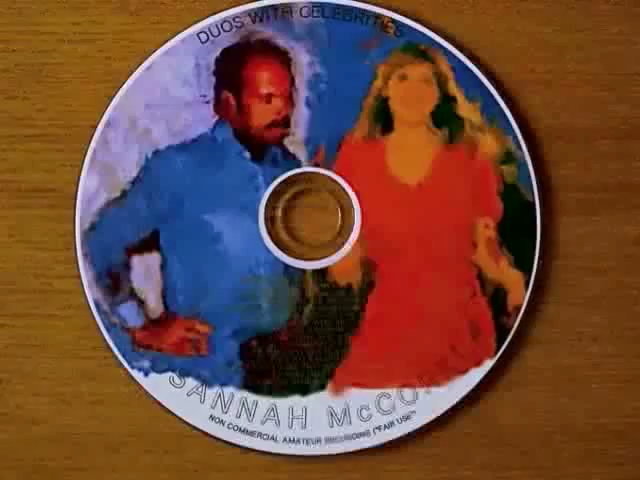 DUOS WITH CELEBRITIES
SANNAH McCO
NON COMMERCIAL AMATEUR RECORDING ("FAIR USE"